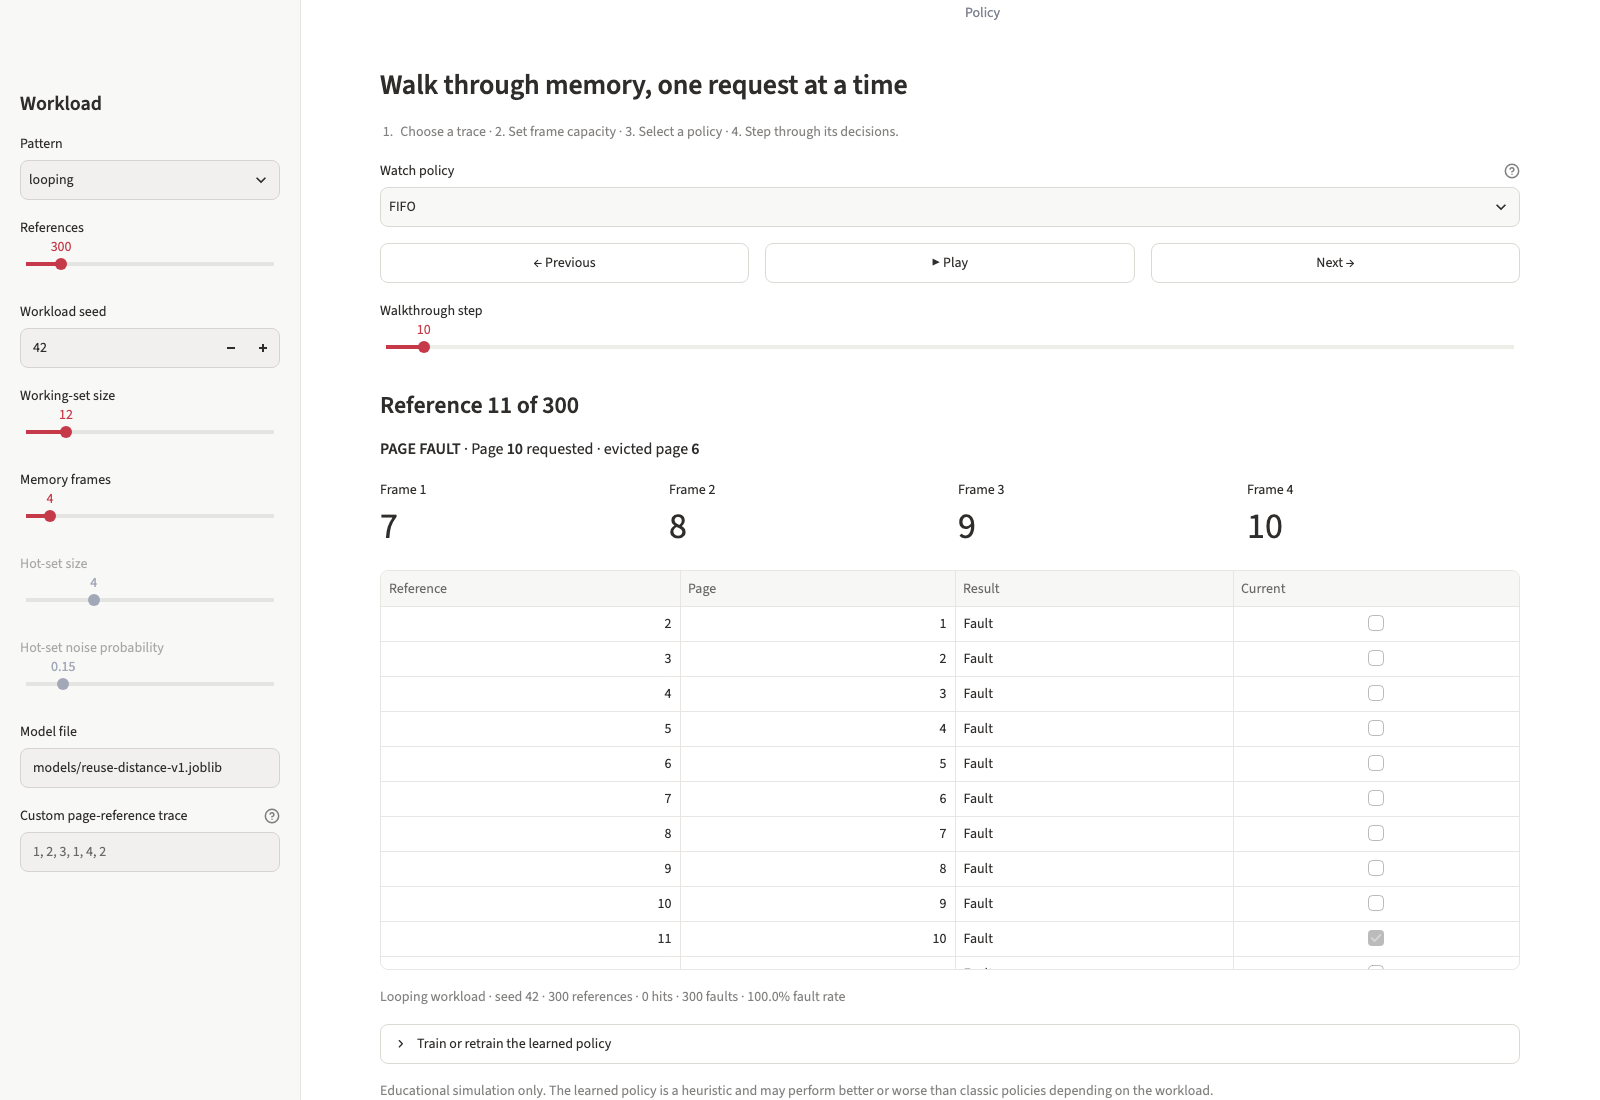 Policy
Workload
Pattern
looping
References
300
Workload seed
42
Working-set size
12
Memory frames
4
Hot-set size
4
Hot-set noise probability
0.15
Model file
models/reuse-distance-v1.joblib
Custom page-reference trace
1, 2, 3, 1, 4, 2
Walk through memory, one request at a time
1. Choose a trace · 2. Set frame capacity · 3. Select a policy · 4. Step through its decisions.
Watch policy
FIFO
← Previous
▶ Play
Next →
Walkthrough step
10
Reference 11 of 300
PAGE FAULT · Page 10 requested · evicted page 6
Frame 1 Frame 2 Frame 3 Frame 4
7 8 9 10
Reference Page Result Current
2 1 Fault
3 2 Fault
4 3 Fault
5 4 Fault
6 5 Fault
7 6 Fault
8 7 Fault
9 8 Fault
10 9 Fault
11 10 Fault
Looping workload · seed 42 · 300 references · 0 hits · 300 faults · 100.0% fault rate
Train or retrain the learned policy
Educational simulation only. The learned policy is a heuristic and may perform better or worse than classic policies depending on the workload.